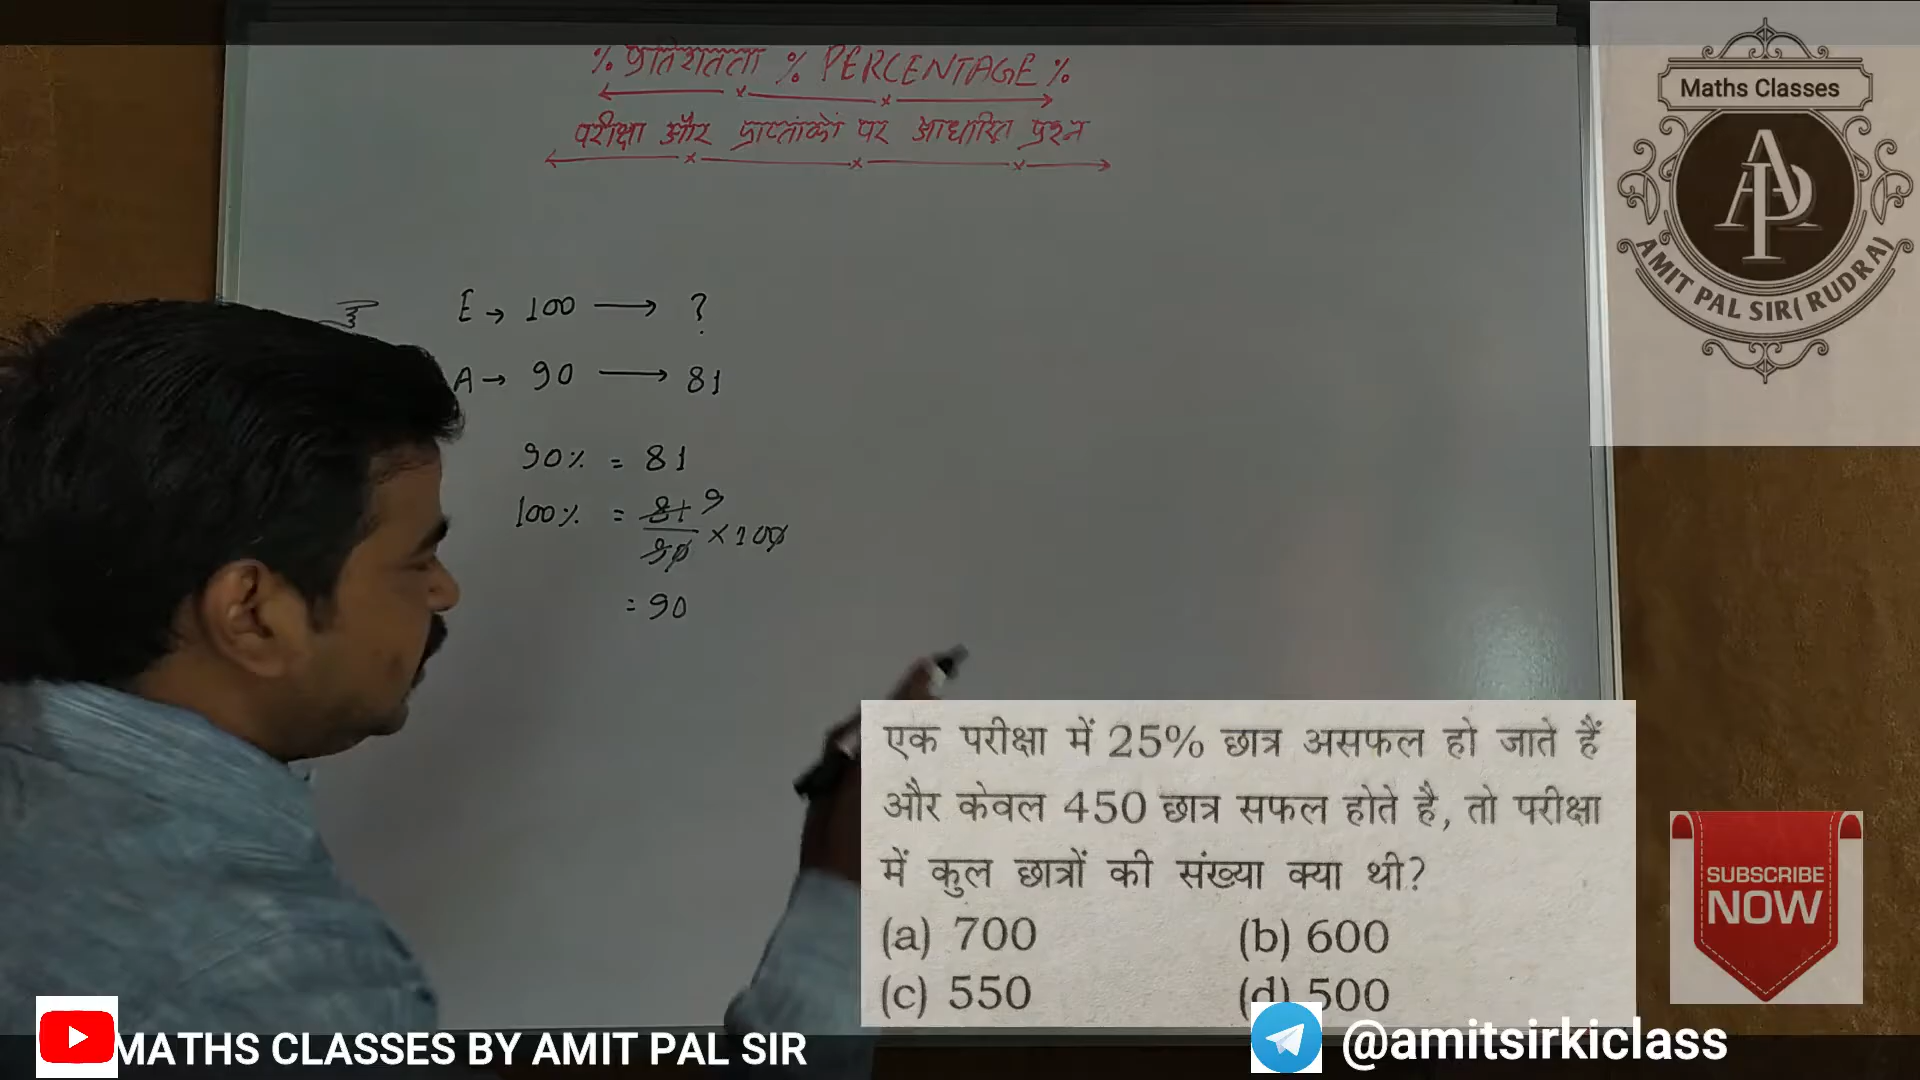 % प्रतिशतता % PERCENTAGE %
परीक्षा और प्राप्तांकों पर आधारित प्रश्न
E → 100 → ?
A → 90 → 81
90% = 81
100% = 81/90 × 100 9
= 90
Maths Classes
AP
AMIT PAL SIR( RUDRA)
एक परीक्षा में 25% छात्र असफल हो जाते हैं
और केवल 450 छात्र सफल होते है, तो परीक्षा
में कुल छात्रों की संख्या क्या थी?
(a) 700 (b) 600
(c) 550 (d) 500
SUBSCRIBE
NOW
MATHS CLASSES BY AMIT PAL SIR
@amitsirkiclass